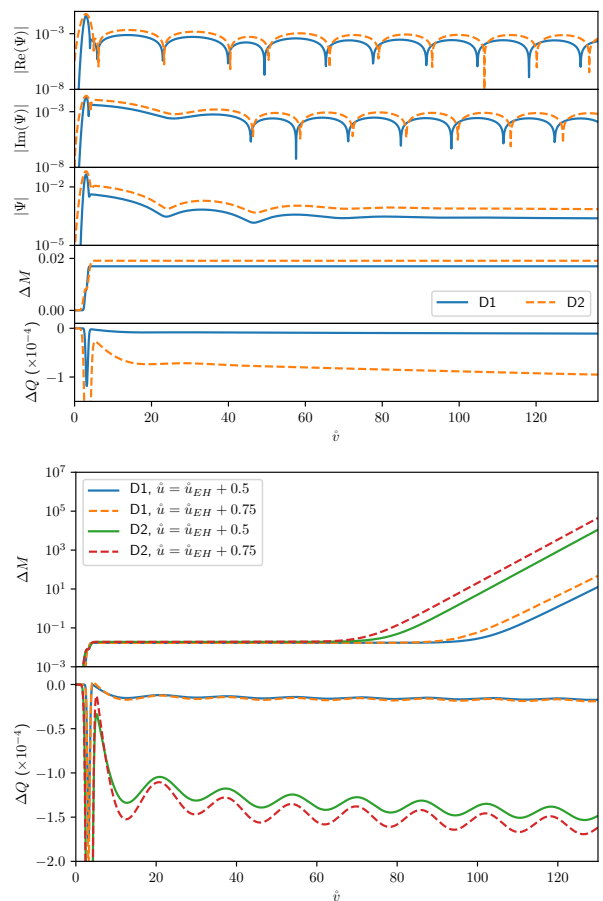 |Re(Ψ)|
10⁻³
10⁻⁸
|Im(Ψ)|
10⁻³
10⁻⁸
|Ψ|
10⁻²
10⁻⁵
ΔM
0.02
0.00
D1 D2
ΔQ (×10⁻⁴)
0
−1
0 20 40 60 80 100 120
v̊
10⁷
10⁵
10³
10¹
10⁻¹
10⁻³
ΔM
D1, ů = ů_EH + 0.5
D1, ů = ů_EH + 0.75
D2, ů = ů_EH + 0.5
D2, ů = ů_EH + 0.75
ΔQ (×10⁻⁴)
0.0
−0.5
−1.0
−1.5
−2.0
0 20 40 60 80 100 120
v̊